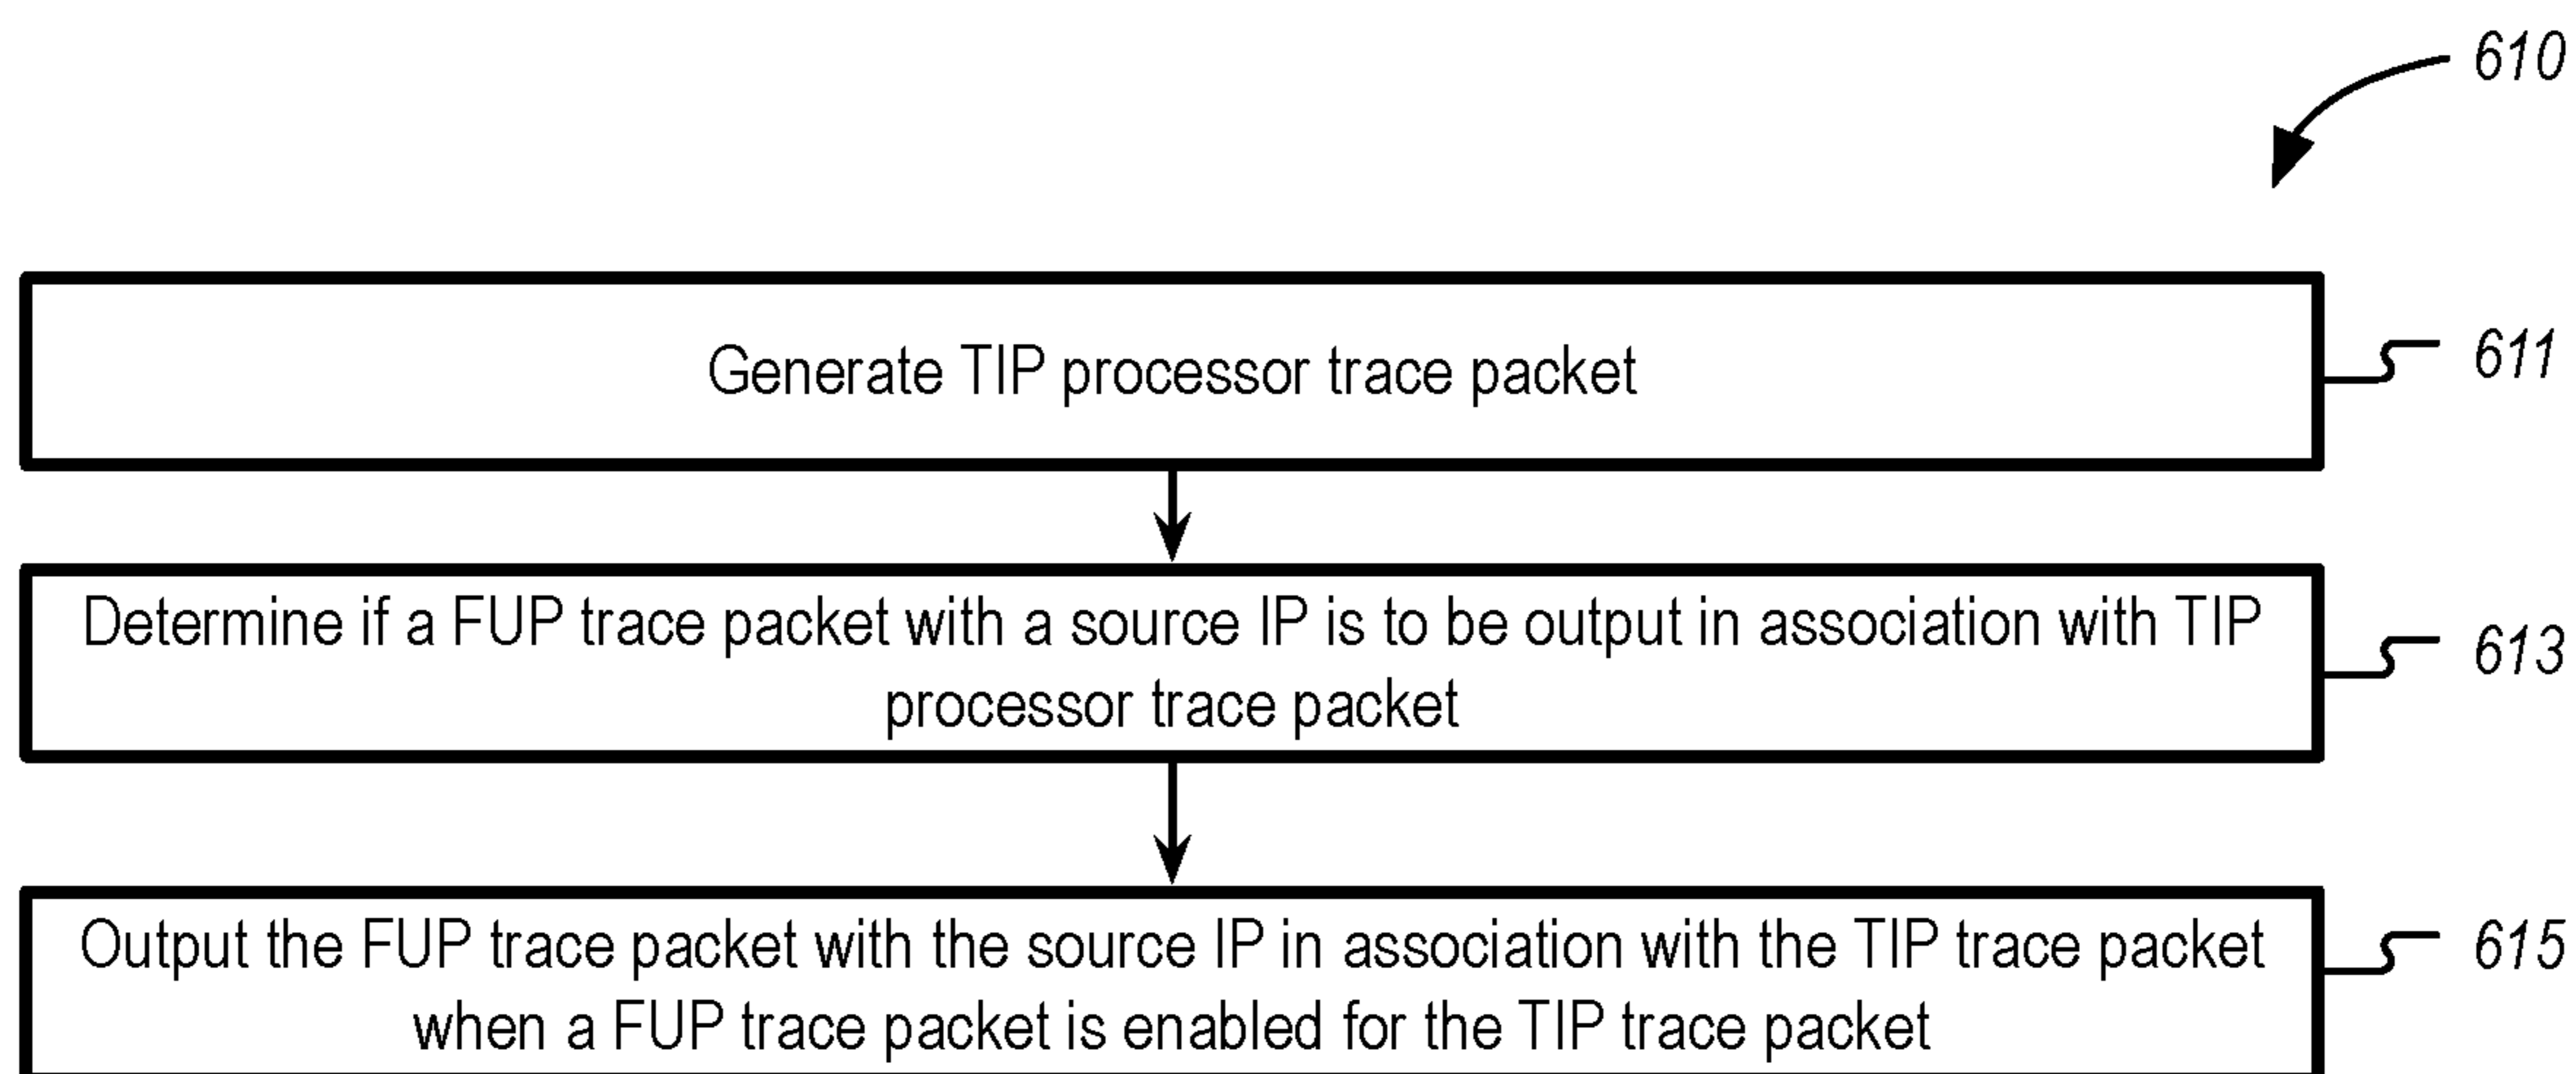 610
Generate TIP processor trace packet
611
Determine if a FUP trace packet with a source IP is to be output in association with TIP
processor trace packet
613
Output the FUP trace packet with the source IP in association with the TIP trace packet
when a FUP trace packet is enabled for the TIP trace packet
615